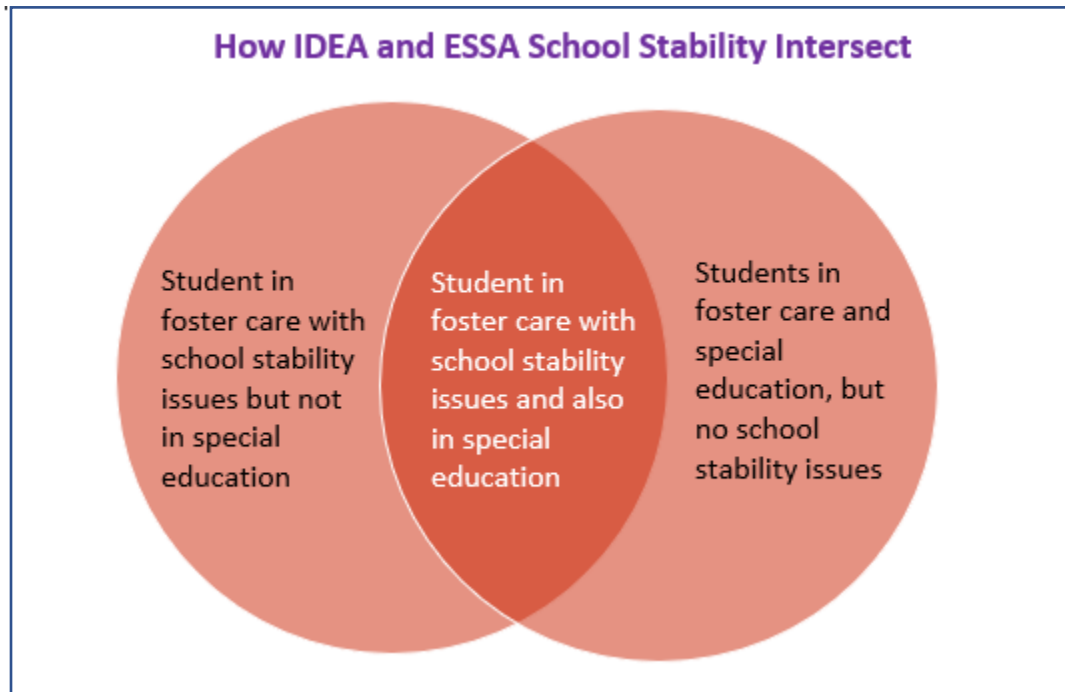 How IDEA and ESSA School Stability Intersect
Student in
foster care with
school stability
issues but not
in special
education
Student in
foster care with
school stability
issues and also
in special
education
Students in
foster care and
special
education, but
no school
stability issues